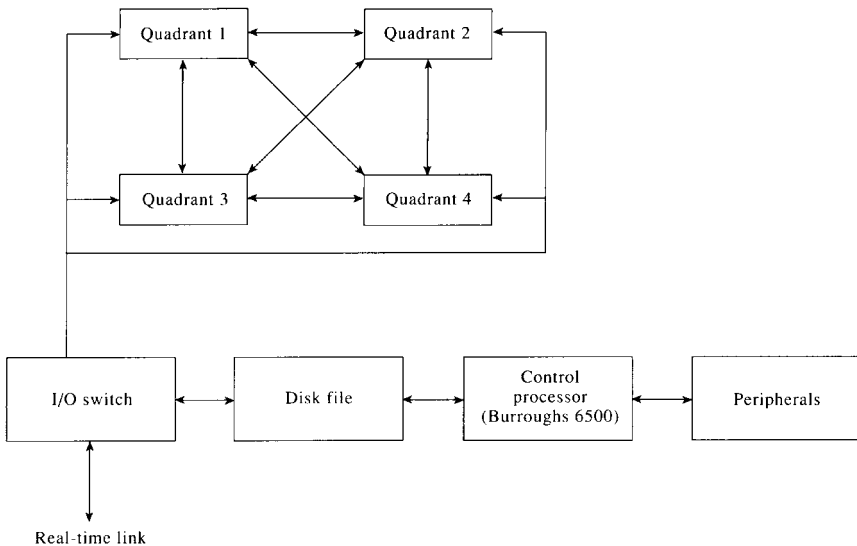 Quadrant 1
Quadrant 2
Quadrant 3
Quadrant 4
I/O switch
Disk file
Control
processor
(Burroughs 6500)
Peripherals
Real-time link